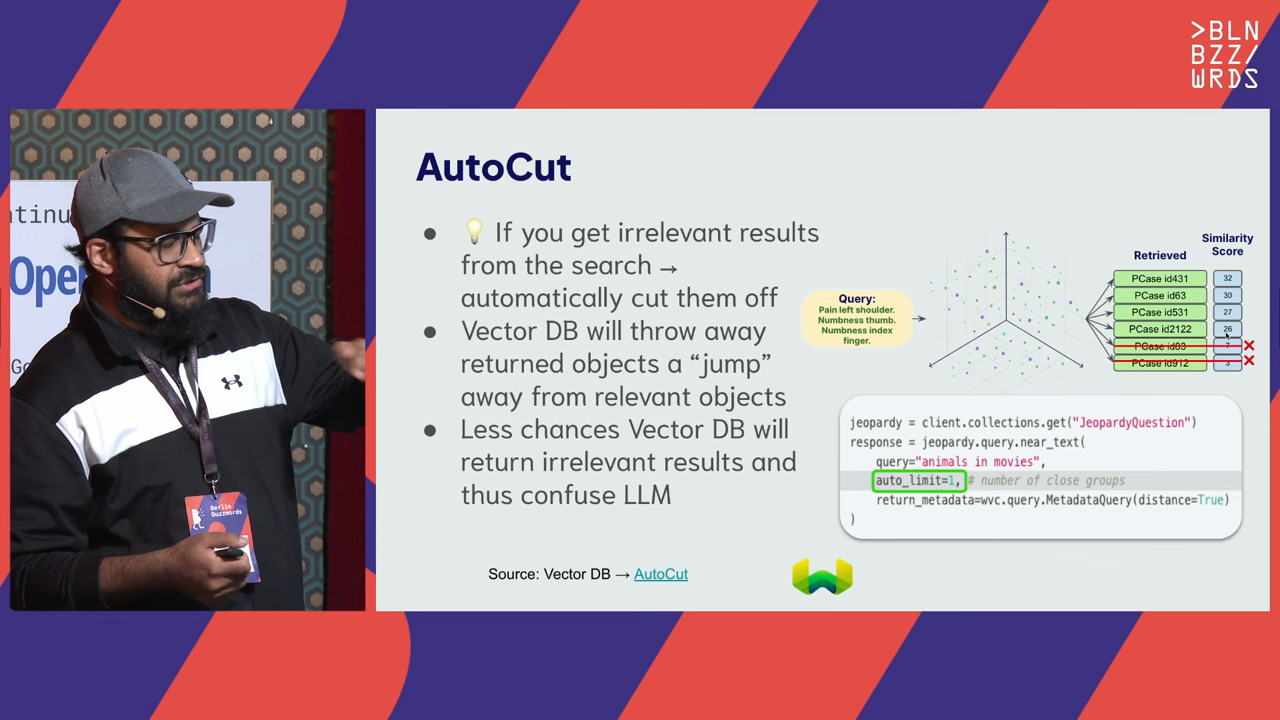 >BLN
BZZ/
WRDS
AutoCut
● 💡 If you get irrelevant results
from the search →
automatically cut them off
● Vector DB will throw away
returned objects a “jump”
away from relevant objects
● Less chances Vector DB will
return irrelevant results and
thus confuse LLM
Source: Vector DB → AutoCut
Query:
Pain left shoulder.
Numbness thumb.
Numbness index
finger.
Retrieved
Similarity
Score
PCase id431 32
PCase id63 30
PCase id531 27
PCase id2122 26
PCase id83 7
PCase id912 3
jeopardy = client.collections.get("JeopardyQuestion")
response = jeopardy.query.near_text(
query="animals in movies",
auto_limit=1, # number of close groups
return_metadata=wvc.query.MetadataQuery(distance=True)
)
Berlin
Buzzwords